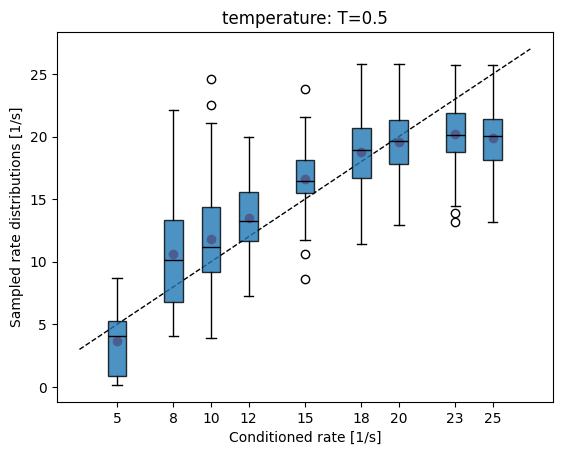 temperature: T=0.5
Sampled rate distributions [1/s]
25
20
15
10
5
0
5 8 10 12 15 18 20 23 25
Conditioned rate [1/s]